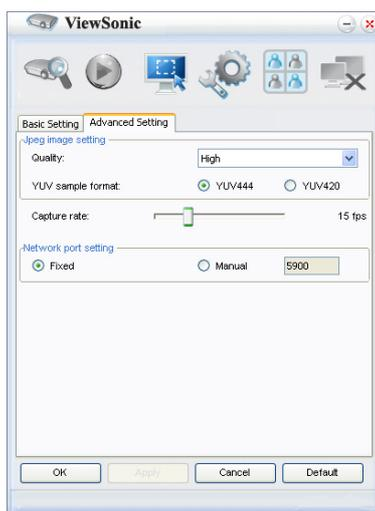 ViewSonic
Basic Setting Advanced Setting
Jpeg image setting
Quality: High
YUV sample format: YUV444 YUV420
Capture rate: 15 fps
Network port setting
Fixed Manual 5900
OK Apply Cancel Default